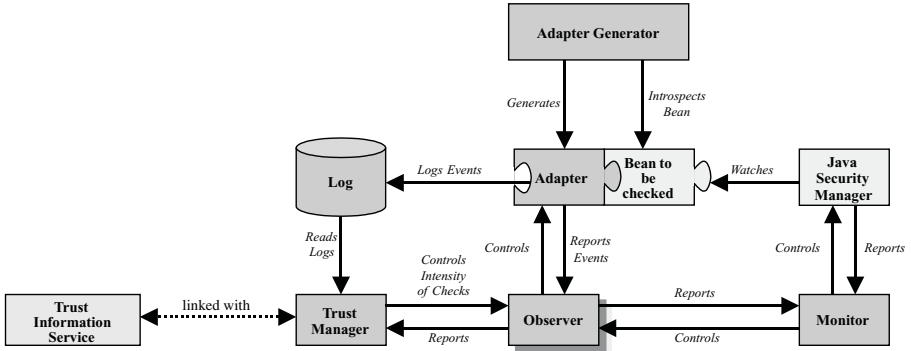 Adapter Generator
Generates
Introspects
Bean
Log
Logs Events
Adapter
Bean to
be
checked
Watches
Java
Security
Manager
Reads
Logs
Controls
Intensity
of Checks
Controls
Reports
Events
Controls
Reports
Trust
Information
Service
linked with
Trust
Manager
Reports
Observer
Reports
Controls
Monitor